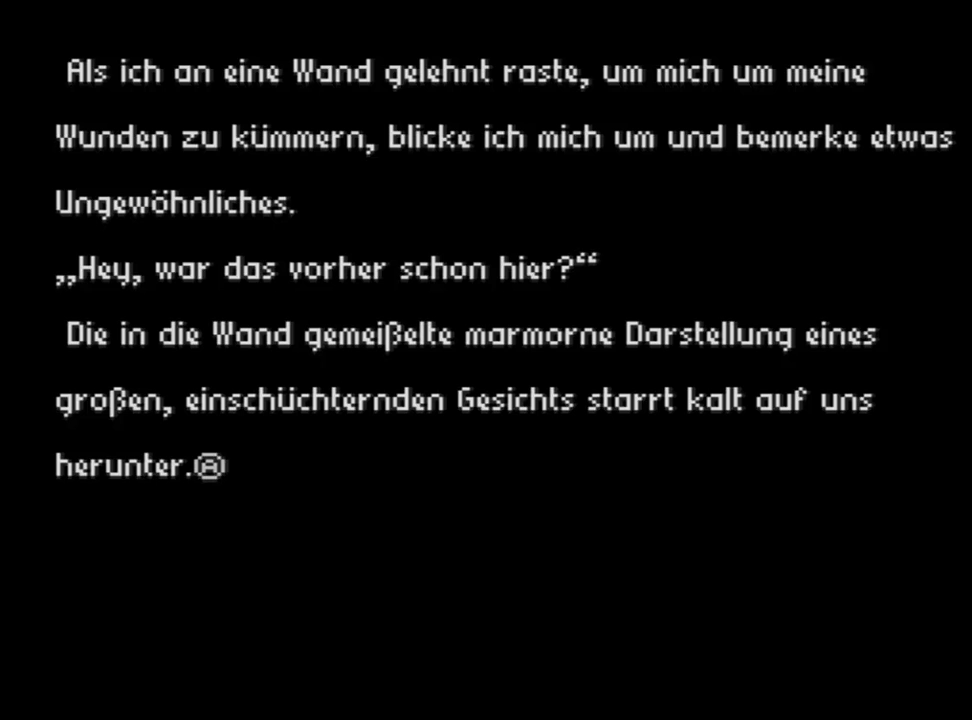 Als ich an eine Wand gelehnt raste, um mich um meine
Wunden zu kümmern, blicke ich mich um und bemerke etwas
Ungewöhnliches.
„Hey, war das vorher schon hier?“
Die in die Wand gemeißelte marmorne Darstellung eines
großen, einschüchternden Gesichts starrt kalt auf uns
herunter.Ⓐ